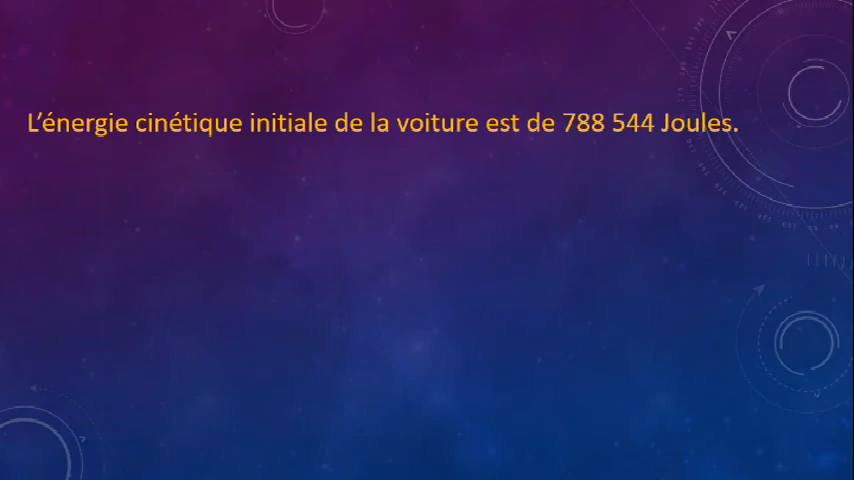 L’énergie cinétique initiale de la voiture est de 788 544 Joules.